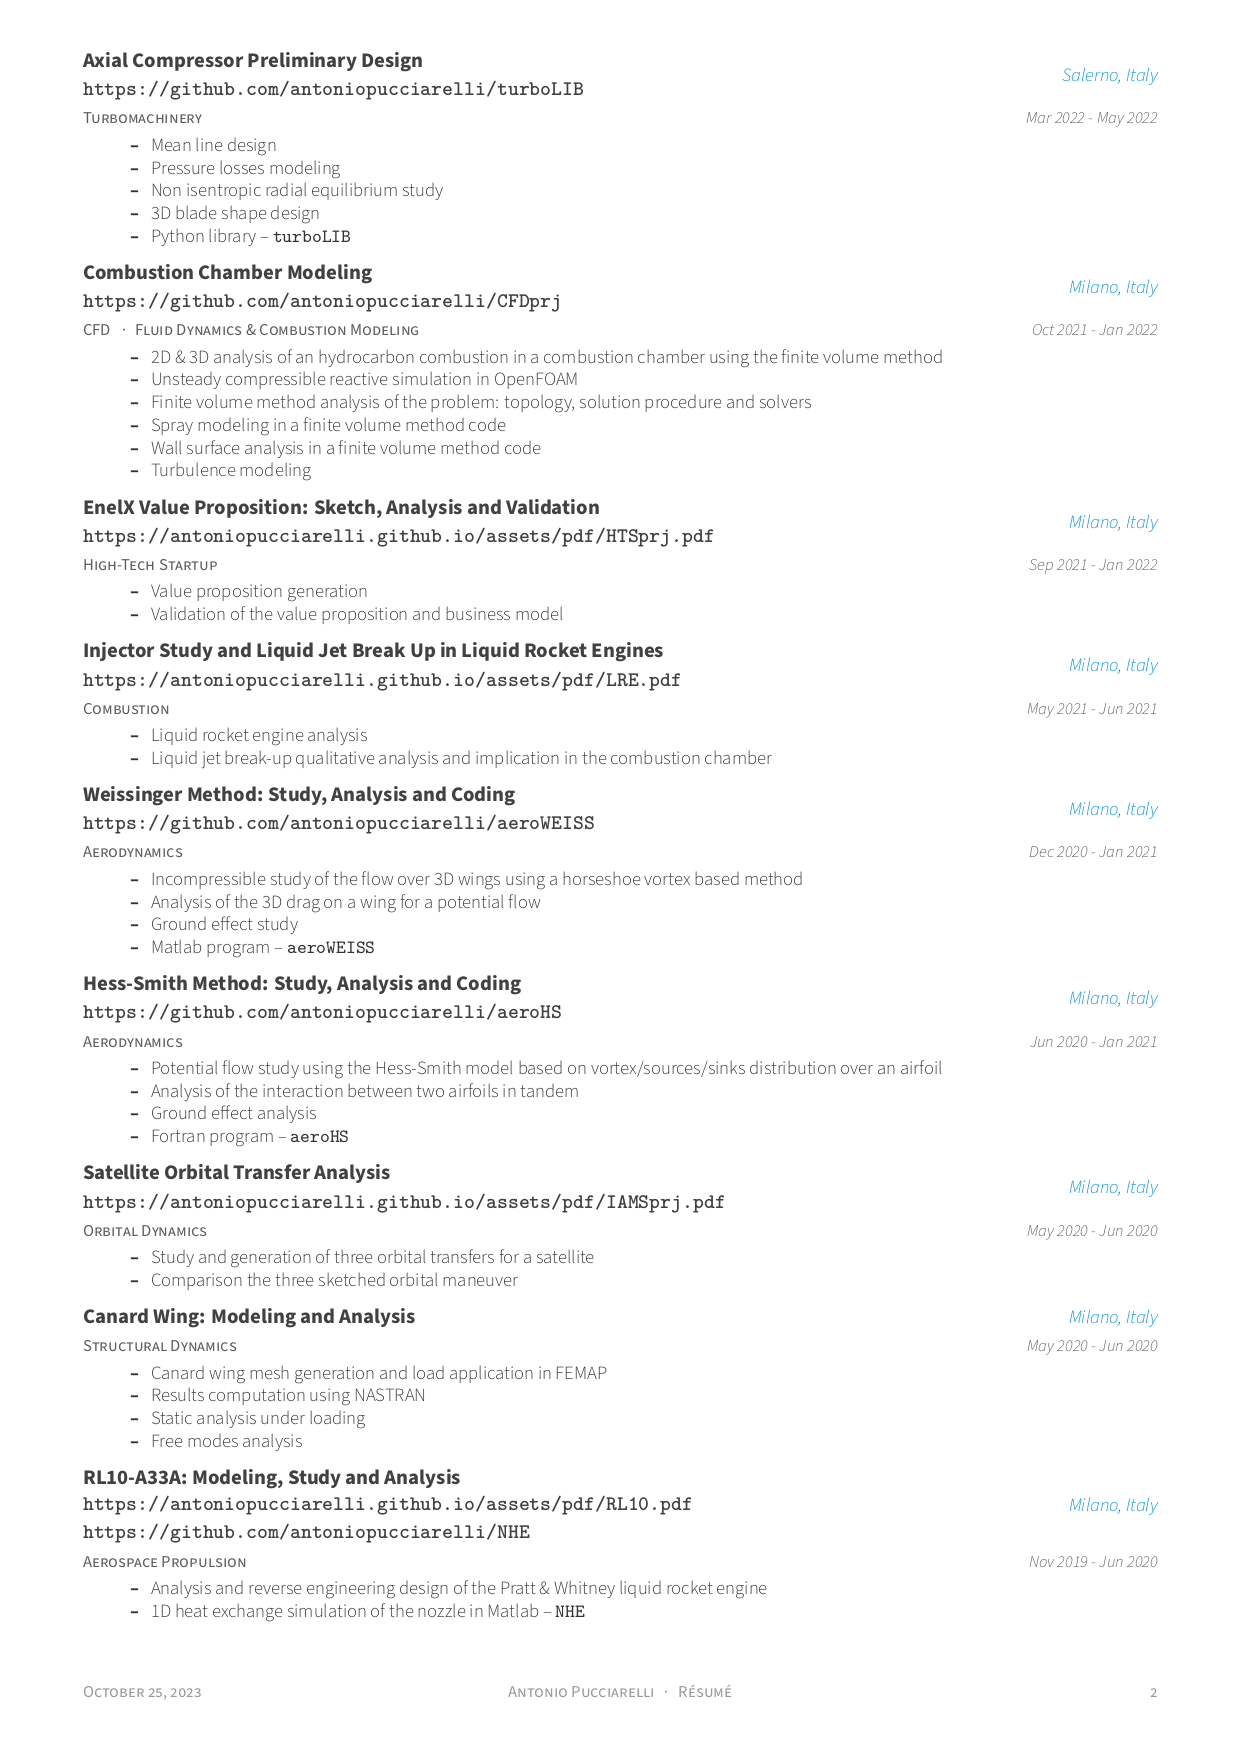 Axial Compressor Preliminary Design
https://github.com/antoniopucciarelli/turboLIB
Salerno, Italy
Turbomachinery
Mar 2022 - May 2022
– Mean line design
– Pressure losses modeling
– Non isentropic radial equilibrium study
– 3D blade shape design
– Python library – turboLIB
Combustion Chamber Modeling
https://github.com/antoniopucciarelli/CFDprj
Milano, Italy
CFD · Fluid Dynamics & Combustion Modeling
Oct 2021 - Jan 2022
– 2D & 3D analysis of an hydrocarbon combustion in a combustion chamber using the finite volume method
– Unsteady compressible reactive simulation in OpenFOAM
– Finite volume method analysis of the problem: topology, solution procedure and solvers
– Spray modeling in a finite volume method code
– Wall surface analysis in a finite volume method code
– Turbulence modeling
EnelX Value Proposition: Sketch, Analysis and Validation
https://antoniopucciarelli.github.io/assets/pdf/HTSprj.pdf
Milano, Italy
High-Tech Startup
Sep 2021 - Jan 2022
– Value proposition generation
– Validation of the value proposition and business model
Injector Study and Liquid Jet Break Up in Liquid Rocket Engines
https://antoniopucciarelli.github.io/assets/pdf/LRE.pdf
Milano, Italy
Combustion
May 2021 - Jun 2021
– Liquid rocket engine analysis
– Liquid jet break-up qualitative analysis and implication in the combustion chamber
Weissinger Method: Study, Analysis and Coding
https://github.com/antoniopucciarelli/aeroWEISS
Milano, Italy
Aerodynamics
Dec 2020 - Jan 2021
– Incompressible study of the flow over 3D wings using a horseshoe vortex based method
– Analysis of the 3D drag on a wing for a potential flow
– Ground effect study
– Matlab program – aeroWEISS
Hess-Smith Method: Study, Analysis and Coding
https://github.com/antoniopucciarelli/aeroHS
Milano, Italy
Aerodynamics
Jun 2020 - Jan 2021
– Potential flow study using the Hess-Smith model based on vortex/sources/sinks distribution over an airfoil
– Analysis of the interaction between two airfoils in tandem
– Ground effect analysis
– Fortran program – aeroHS
Satellite Orbital Transfer Analysis
https://antoniopucciarelli.github.io/assets/pdf/IAMSprj.pdf
Milano, Italy
Orbital Dynamics
May 2020 - Jun 2020
– Study and generation of three orbital transfers for a satellite
– Comparison the three sketched orbital maneuver
Canard Wing: Modeling and Analysis
Milano, Italy
Structural Dynamics
May 2020 - Jun 2020
– Canard wing mesh generation and load application in FEMAP
– Results computation using NASTRAN
– Static analysis under loading
– Free modes analysis
RL10-A33A: Modeling, Study and Analysis
https://antoniopucciarelli.github.io/assets/pdf/RL10.pdf
Milano, Italy
https://github.com/antoniopucciarelli/NHE
Aerospace Propulsion
Nov 2019 - Jun 2020
– Analysis and reverse engineering design of the Pratt & Whitney liquid rocket engine
– 1D heat exchange simulation of the nozzle in Matlab – NHE
October 25, 2023
Antonio Pucciarelli · Résumé
2